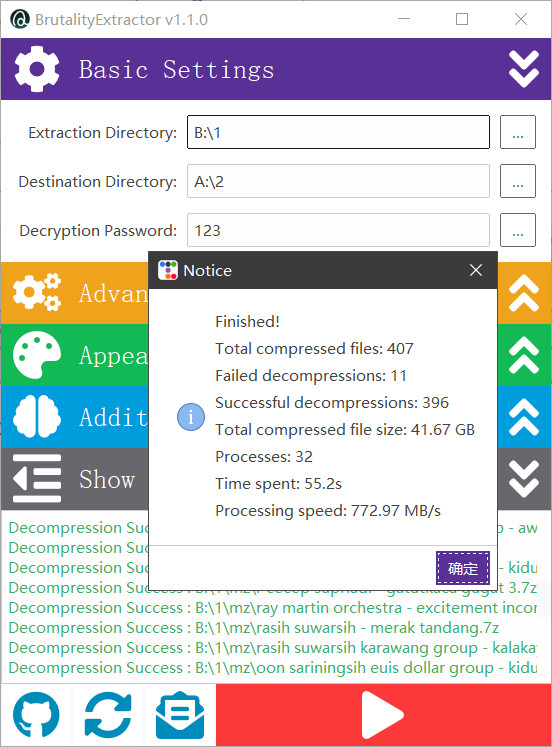 BrutalityExtractor v1.1.0
Basic Settings
Extraction Directory: B:\1 ...
Destination Directory: A:\2 ...
Decryption Password: 123 ...
Notice
Advan
Finished!
Total compressed files: 407
Appea
Failed decompressions: 11
Successful decompressions: 396
Addit
Total compressed file size: 41.67 GB
Processes: 32
Show
Time spent: 55.2s
Processing speed: 772.97 MB/s
Decompression Suc p - aw
确定
Decompression Suc
Decompression Suc - kidu
Decompression Success : B:\1\mz\ 3.7z
Decompression Success : B:\1\mz\ray martin orchestra - excitement incor
Decompression Success : B:\1\mz\rasih suwarsih - merak tandang.7z
Decompression Success : B:\1\mz\rasih suwarsih karawang group - kalaka
Decompression Success : B:\1\mz\oon sariningsih euis dollar group - kidu